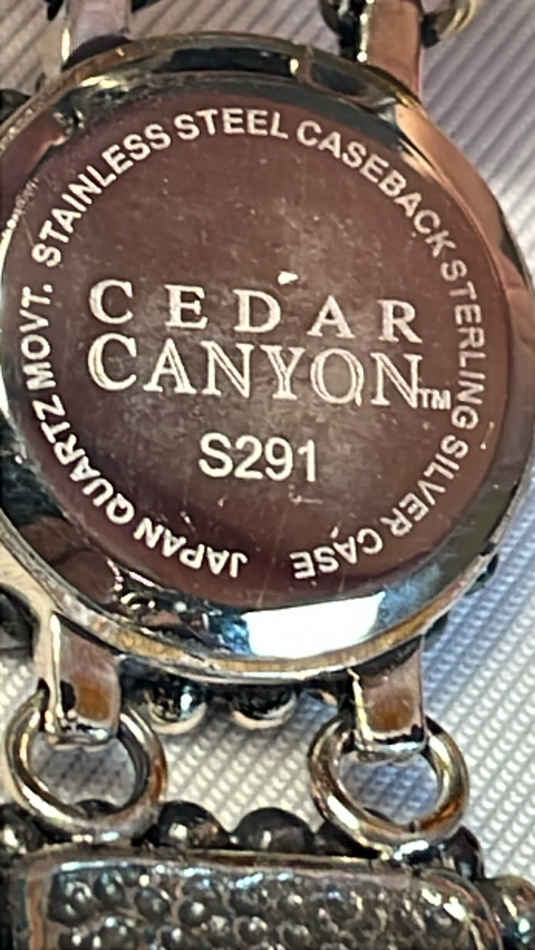 JAPAN QUARTZ MOVT. STAINLESS STEEL CASEBACK STERLING SILVER CASE
CEDAR
CANYON™
S291